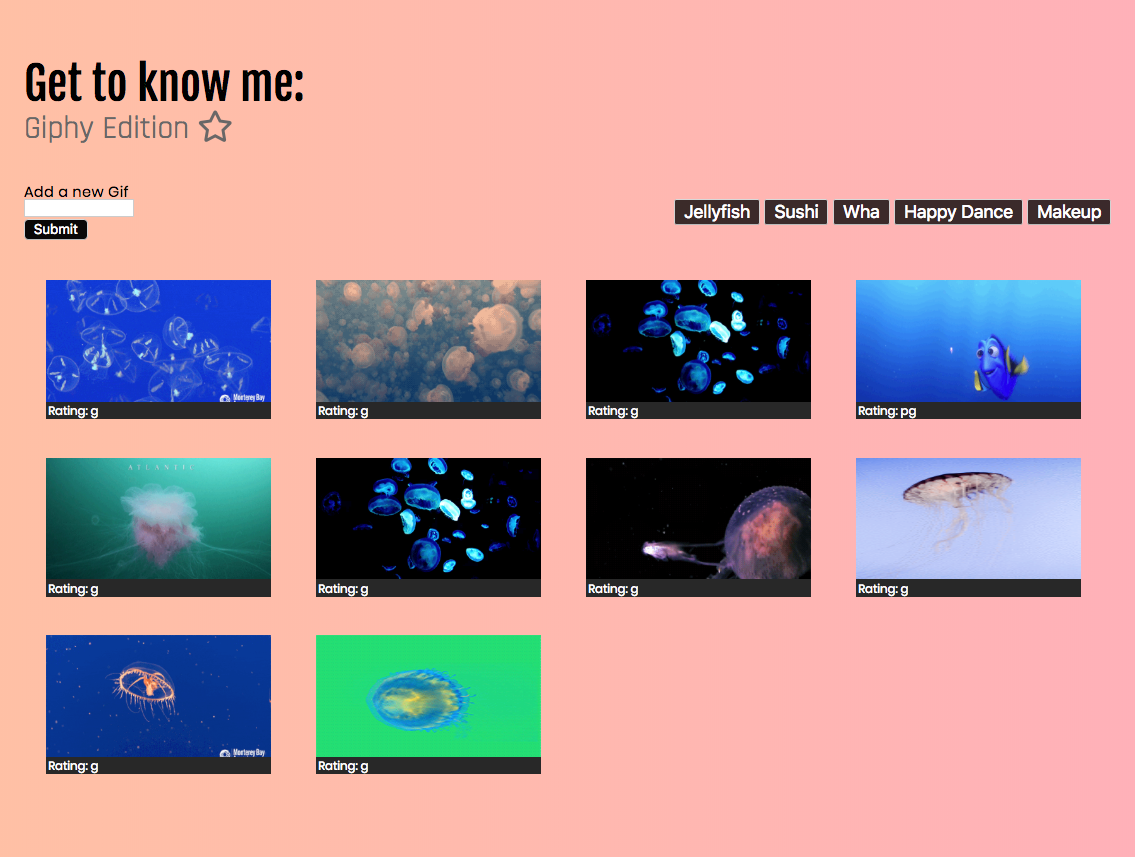 Get to know me:
Giphy Edition
Add a new Gif
Submit
Jellyfish Sushi Wha Happy Dance Makeup
Monterey Bay
Rating: g Rating: g Rating: g Rating: pg
ATLANTIC
Rating: g Rating: g Rating: g Rating: g
Monterey Bay
Rating: g Rating: g